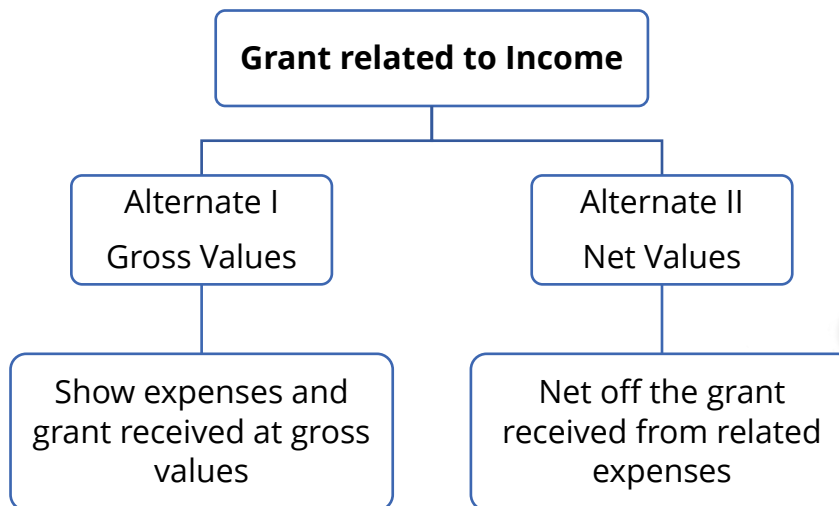 Grant related to Income
Alternate I
Gross Values
Alternate II
Net Values
Show expenses and
grant received at gross
values
Net off the grant
received from related
expenses